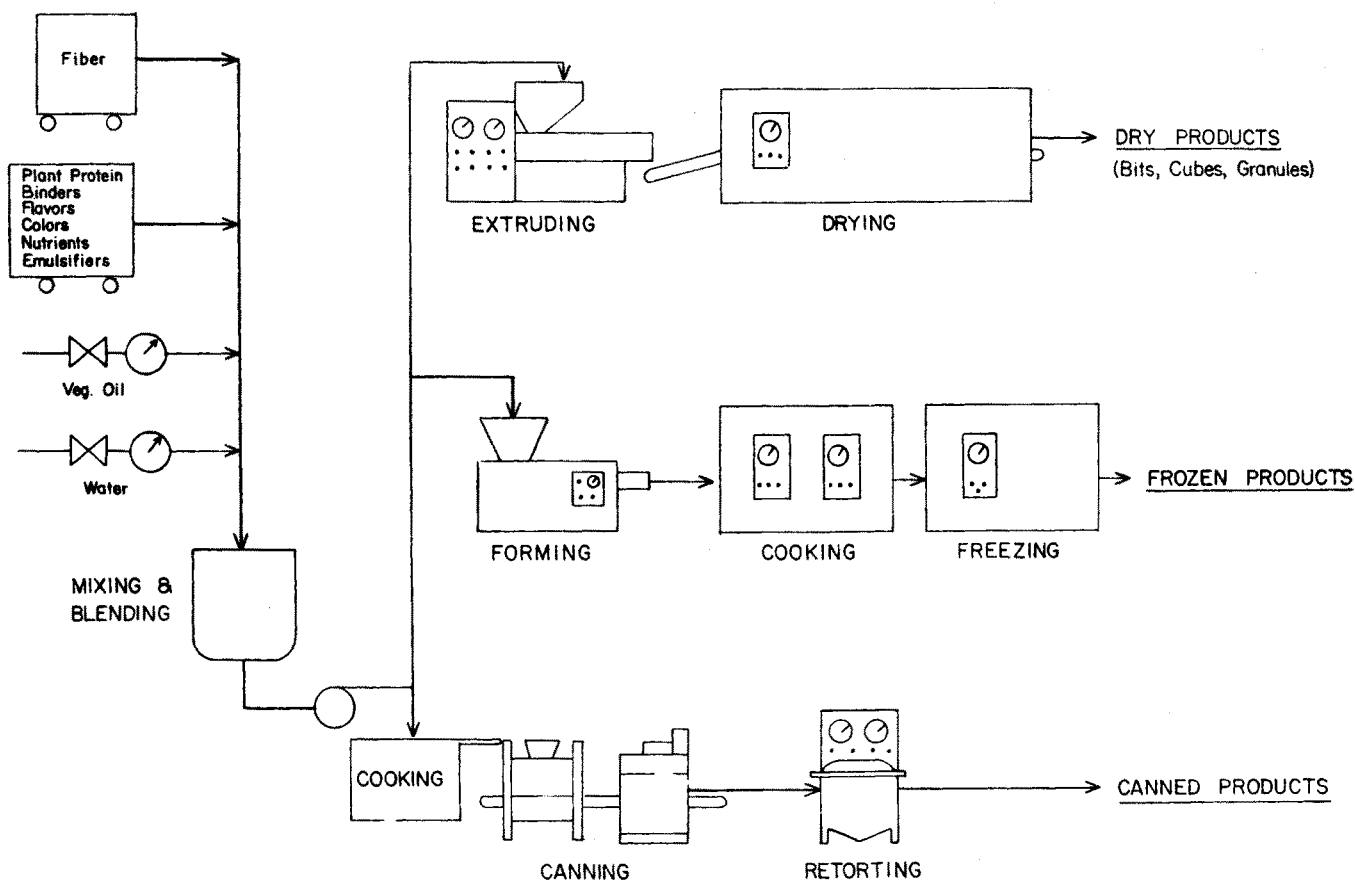 Fiber
Plant Protein
Binders
Flavors
Colors
Nutrients
Emulsifiers
Veg. Oil
Water
MIXING &
BLENDING
EXTRUDING
DRYING
DRY PRODUCTS
(Bits, Cubes, Granules)
FORMING
COOKING
FREEZING
FROZEN PRODUCTS
COOKING
CANNING
RETORTING
CANNED PRODUCTS